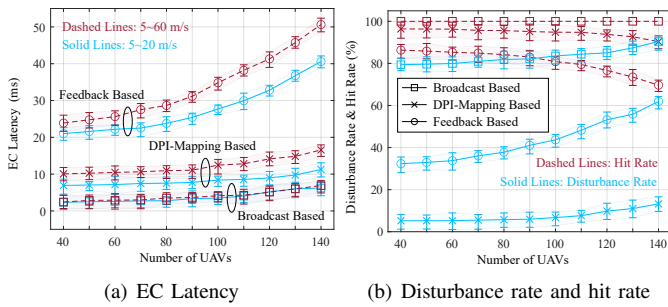 Dashed Lines: 5~60 m/s
Solid Lines: 5~20 m/s
Feedback Based
DPI-Mapping Based
Broadcast Based
EC Latency
(ms)
60
50
40
30
20
10
0
40 60 80 100 120 140
Number of UAVs
(a) EC Latency
Broadcast Based
DPI-Mapping Based
Feedback Based
Dashed Lines: Hit Rate
Solid Lines: Disturbance Rate
Disturbance Rate & Hit Rate
(%)
100
80
60
40
20
0
40 60 80 100 120 140
Number of UAVs
(b) Disturbance rate and hit rate